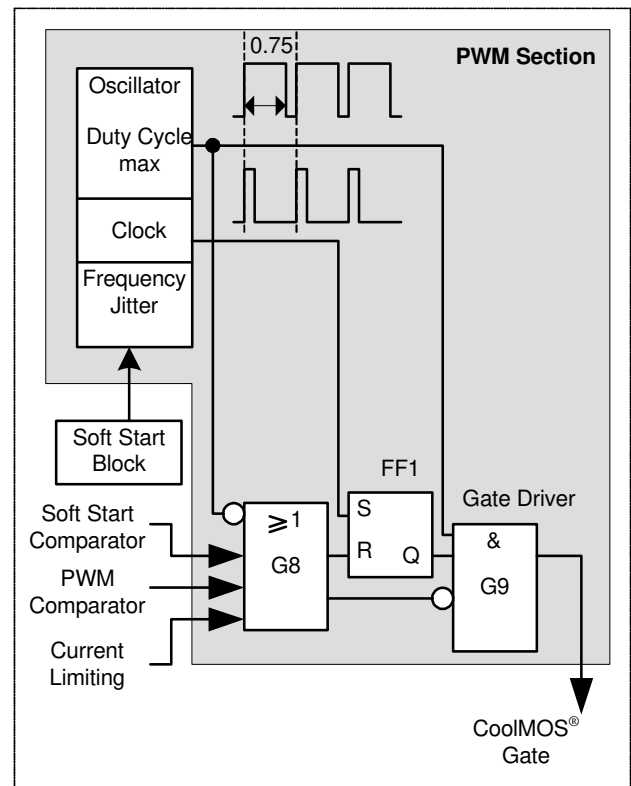 0.75
PWM Section
Oscillator
Duty Cycle
max
Clock
Frequency
Jitter
Soft Start
Block
FF1
Gate Driver
Soft Start
Comparator
PWM
Comparator
Current
Limiting
≥1
G8
S
R
Q
&
G9
CoolMOS®
Gate